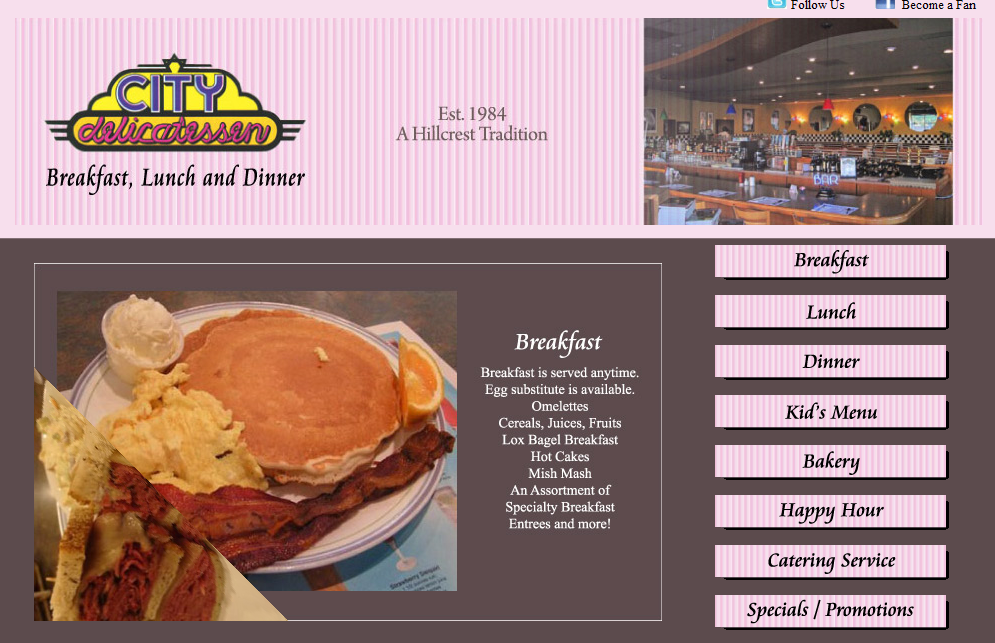 Follow Us
Become a Fan
CITY
delicatessen
Breakfast, Lunch and Dinner
Est. 1984
A Hillcrest Tradition
BAR
Breakfast
Breakfast is served anytime.
Egg substitute is available.
Omelettes
Cereals, Juices, Fruits
Lox Bagel Breakfast
Hot Cakes
Mish Mash
An Assortment of
Specialty Breakfast
Entrees and more!
Breakfast
Lunch
Dinner
Kid's Menu
Bakery
Happy Hour
Catering Service
Specials / Promotions